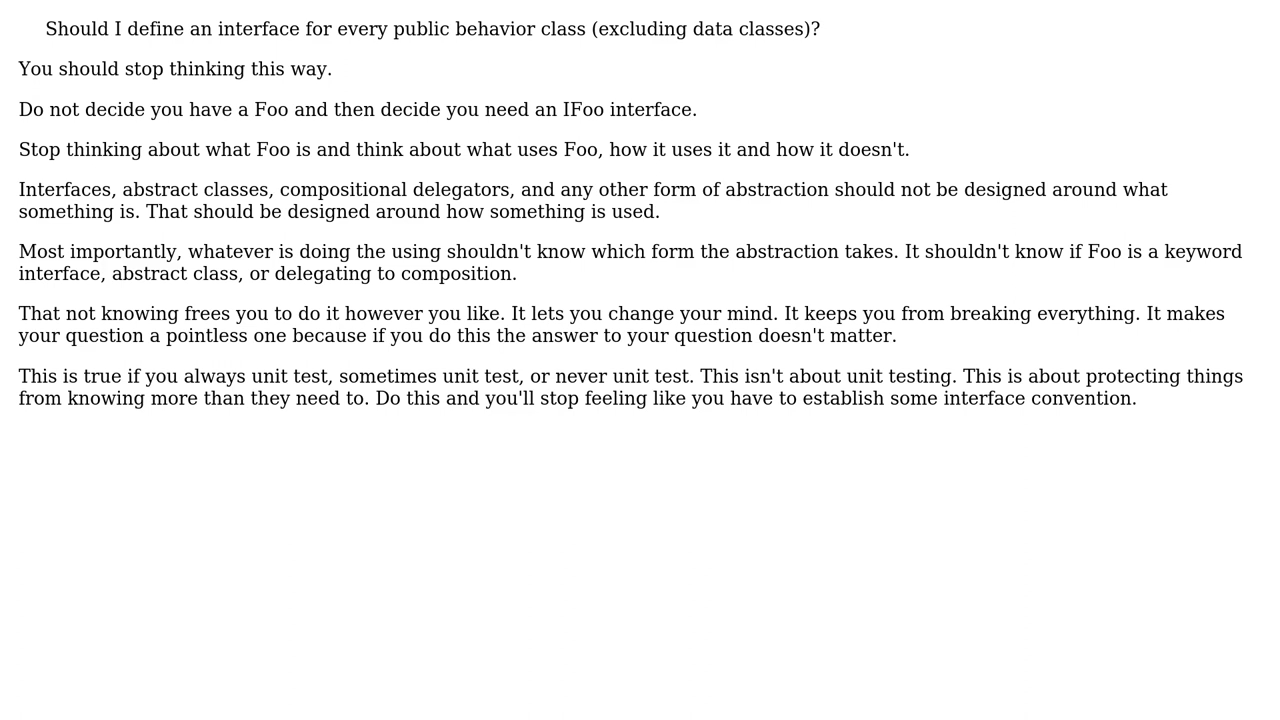 Should I define an interface for every public behavior class (excluding data classes)?
You should stop thinking this way.
Do not decide you have a Foo and then decide you need an IFoo interface.
Stop thinking about what Foo is and think about what uses Foo, how it uses it and how it doesn't.
Interfaces, abstract classes, compositional delegators, and any other form of abstraction should not be designed around what
something is. That should be designed around how something is used.
Most importantly, whatever is doing the using shouldn't know which form the abstraction takes. It shouldn't know if Foo is a keyword
interface, abstract class, or delegating to composition.
That not knowing frees you to do it however you like. It lets you change your mind. It keeps you from breaking everything. It makes
your question a pointless one because if you do this the answer to your question doesn't matter.
This is true if you always unit test, sometimes unit test, or never unit test. This isn't about unit testing. This is about protecting things
from knowing more than they need to. Do this and you'll stop feeling like you have to establish some interface convention.